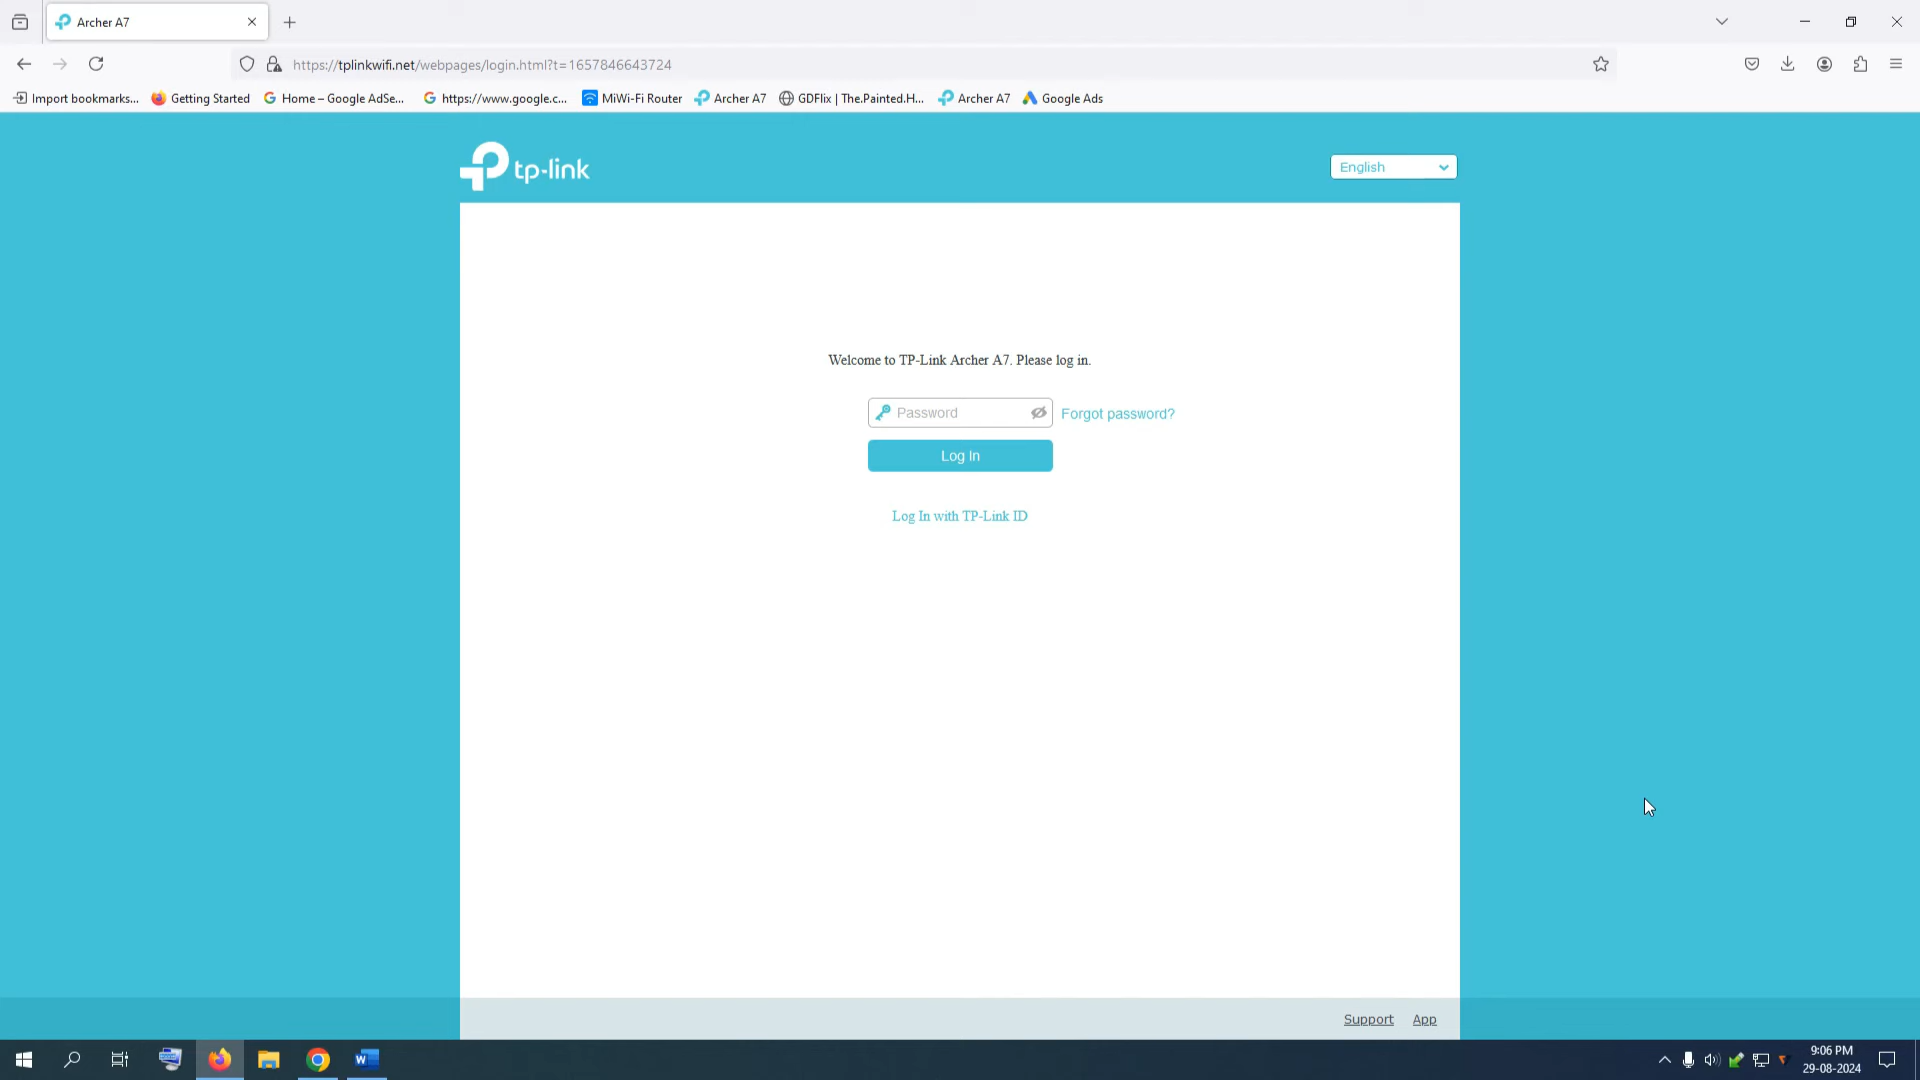 Archer A7
https://tplinkwifi.net/webpages/login.html?t=1657846643724
Import bookmarks... Getting Started Home – Google AdSe... https://www.google.c... MiWi-Fi Router Archer A7 GDFlix | The.Painted.H... Archer A7 Google Ads
tp-link English
Welcome to TP-Link Archer A7. Please log in.
Password Forgot password?
Log In
Log In with TP-Link ID
Support App
9:06 PM
29-08-2024